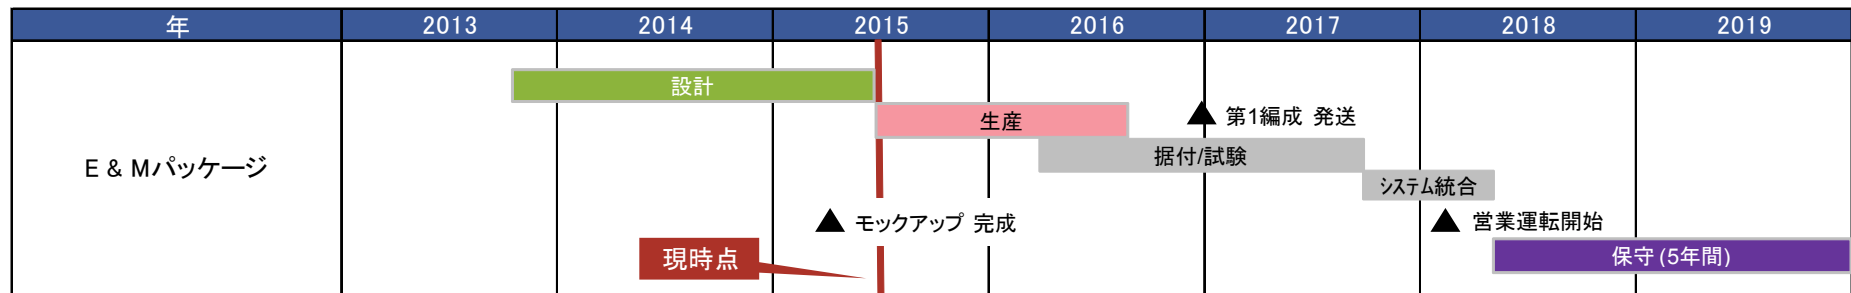 年 2013 2014 2015 2016 2017 2018 2019
設計
生産
▲ 第1編成 発送
E & Mパッケージ
据付/試験
システム統合
▲ モックアップ 完成
▲ 営業運転開始
現時点
保守 (5年間)